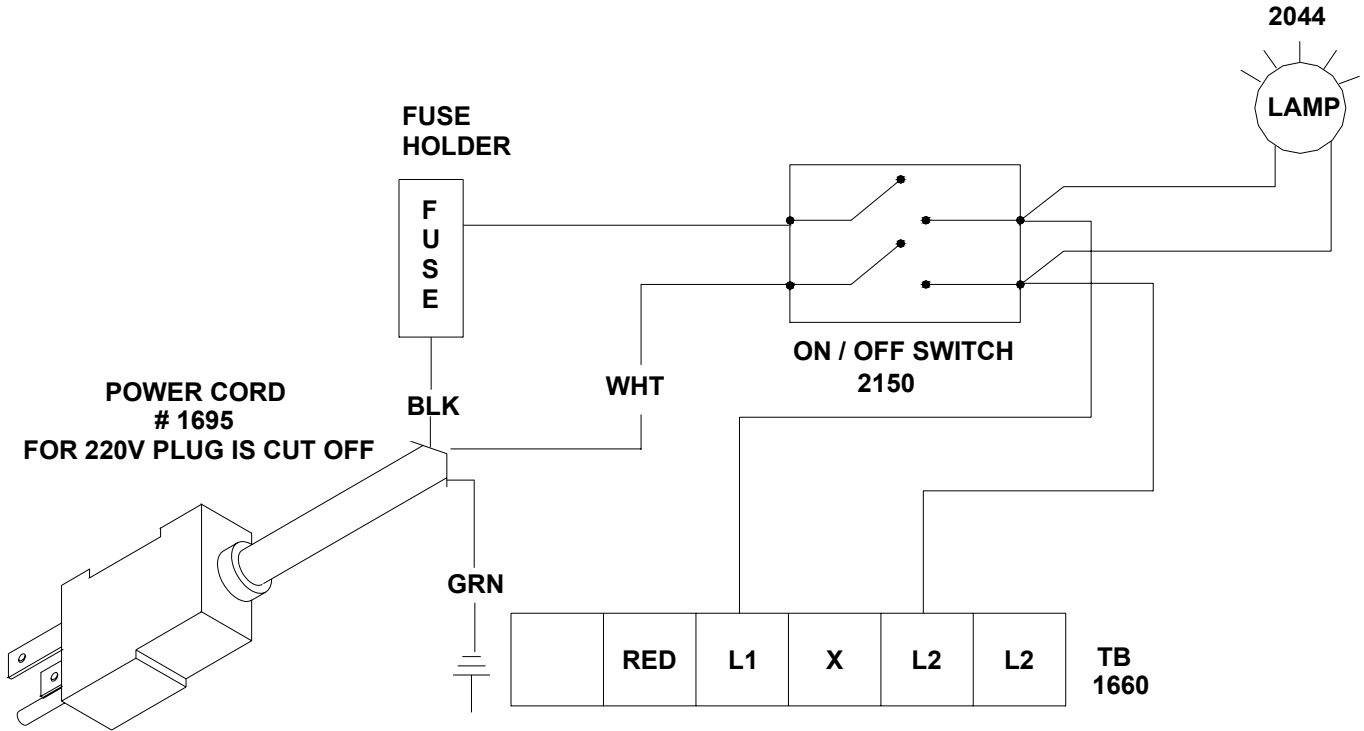 2044
LAMP
FUSE
HOLDER
F
U
S
E
ON / OFF SWITCH
2150
WHT
POWER CORD
# 1695
FOR 220V PLUG IS CUT OFF
BLK
GRN
RED L1 X L2 L2
TB
1660